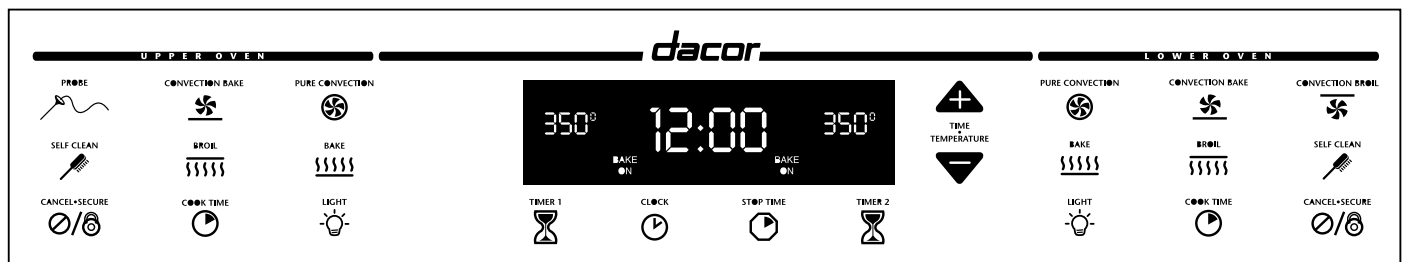 UPPER OVEN
dacor
LOWER OVEN
PROBE
CONVECTION BAKE
PURE CONVECTION
SELF CLEAN
BROIL
BAKE
CANCEL•SECURE
COOK TIME
LIGHT
350°
12:00
350°
BAKE
ON
BAKE
ON
TIMER 1
CLOCK
STOP TIME
TIMER 2
TIME
•
TEMPERATURE
PURE CONVECTION
CONVECTION BAKE
CONVECTION BROIL
BAKE
BROIL
SELF CLEAN
LIGHT
COOK TIME
CANCEL•SECURE